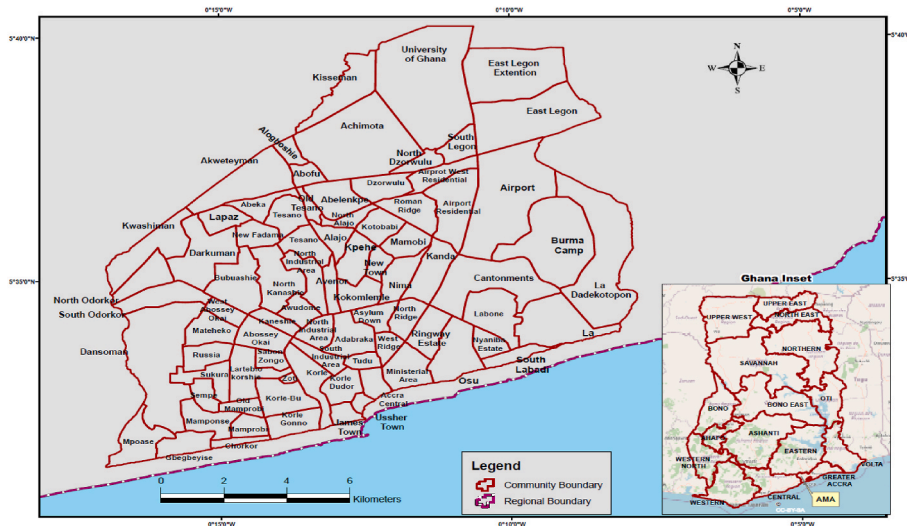 0°15'0"W
0°10'0"W
0°5'0"W
5°40'0"N
5°40'0"
University
of Ghana
East Legon
Extention
N
W
E
S
Kisseman
East Legon
Achimota
Alogboshie
South
Legon
Akweteyman
North
Dzorwulu
Abofu
Airprot West
Residential
Dzorwulu
Airport
Old
Tesano
Abelenkpe
Abeka
Tesano
Roman
Ridge
Airport
Residential
Lapaz
North
Alajo
Kotobabi
Kwashiman
New Fadama
Tesano
Alajo
Mamobi
Burma
Camp
Darkuman
Kpehe
Kanda
North
Industrial
Area
New
Town
Bubuashie
Avenor
Nima
Cantonments
5°35'0"N
5°35'0"
Ghana Inset
North
Kanashie
Kokomlemle
La
Dadekotopon
North Odorkor
South Odorkor
West
Abossey
Okai
Awudome
Asylum
Down
North
Ridge
Labone
Kaneshie
Mateheko
Abossey
Okai
North
Industrial
Area
Adabraka
West
Ridge
Ringway
Estate
Nyaniba
Estate
La
Dansoman
Russia
Sabon
Zongo
South
Industrial
Area
Tudu
South
Labadi
Sukura
Lartebio
korshie
Zoti
Korle
Korle
Dudor
Ministerial
Area
Osu
Sempe
Old
Mamprobi
Korle-Bu
Accra
Central
Mamponse
Mamprobi
Korle
Gonno
James
Town
Ussher
Town
Mpoase
Chorkor
Gbegbeyise
0
2
4
6
Kilometers
Legend
Community Boundary
Regional Boundary
UPPER EAST
UPPER WEST
NORTH EAST
NORTHERN
SAVANNAH
Togo
BONO
BONO EAST
OTI
AHAFO
ASHANTI
EASTERN
WESTERN
NORTH
VOLTA
GREATER
ACCRA
CENTRAL
WESTERN
AMA
CC-BY-SA
0°15'0"W
0°10'0"W
0°5'0"W